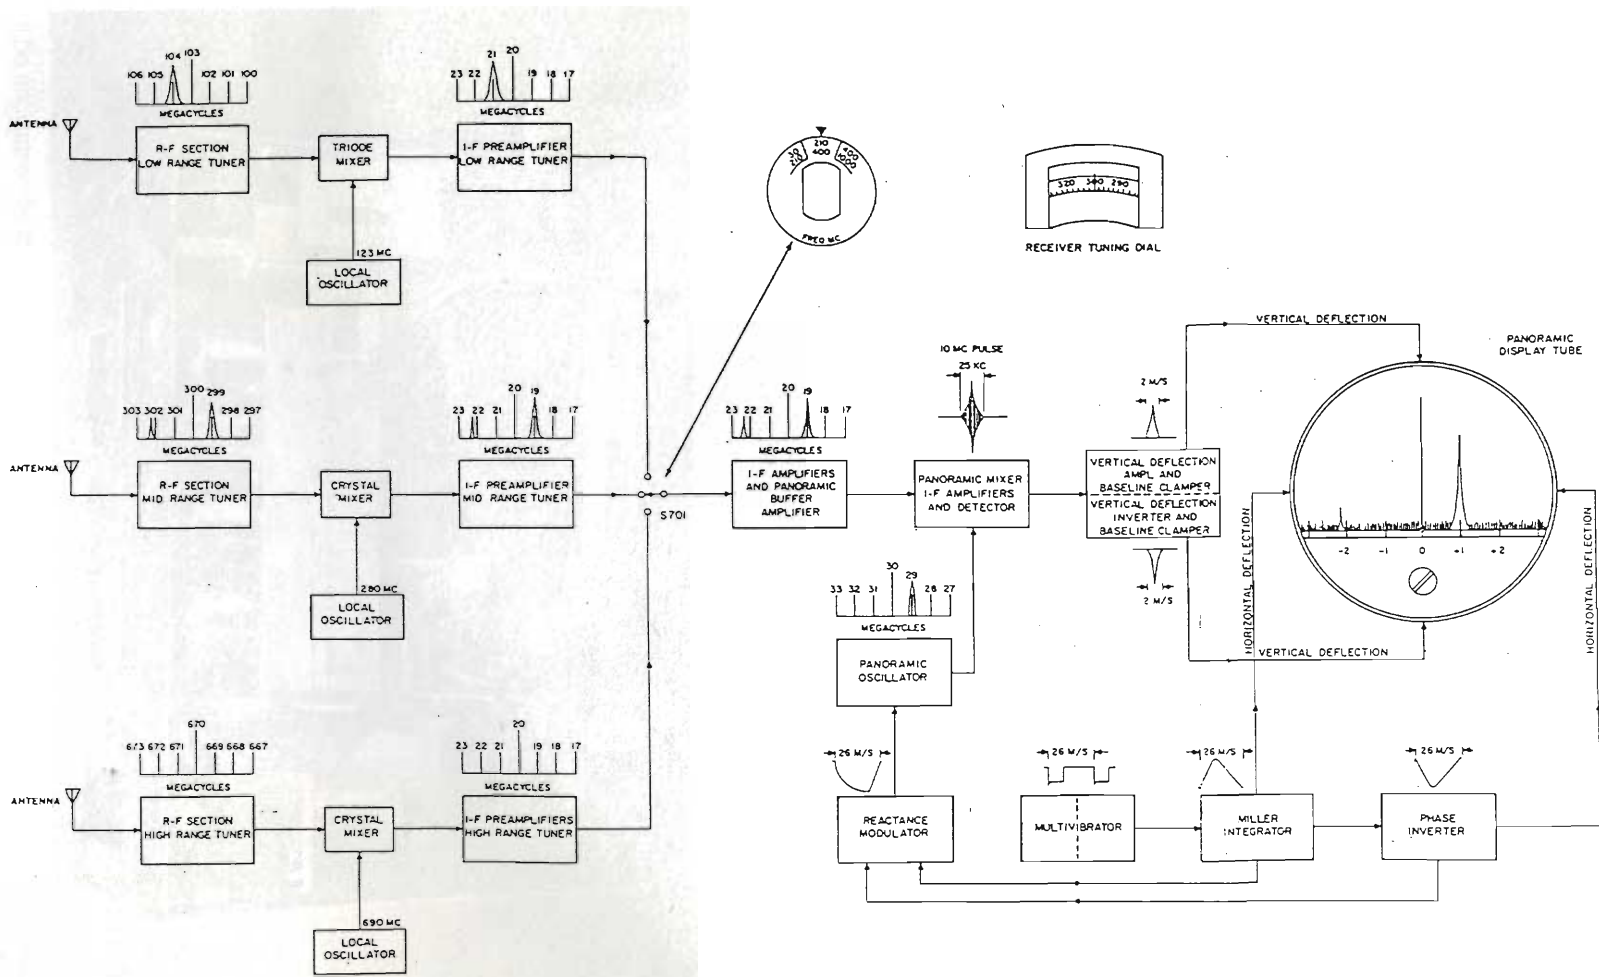 106 105 104 103 102 101 100
MEGACYCLES
ANTENNA
R-F SECTION
LOW RANGE TUNER
TRIODE
MIXER
23 22 21 20 19 18 17
MEGACYCLES
I-F PREAMPLIFIER
LOW RANGE TUNER
123 MC
LOCAL
OSCILLATOR
30
210
210
400
400
1000
FREQ MC
320 300 290
RECEIVER TUNING DIAL
303 302 301 300 299 298 297
MEGACYCLES
ANTENNA
R-F SECTION
MID RANGE TUNER
CRYSTAL
MIXER
23 22 21 20 19 18 17
MEGACYCLES
I-F PREAMPLIFIER
MID RANGE TUNER
280 MC
LOCAL
OSCILLATOR
S701
23 22 21 20 19 18 17
MEGACYCLES
I-F AMPLIFIERS
AND PANORAMIC
BUFFER
AMPLIFIER
10 MC PULSE
25 KC
PANORAMIC MIXER
I-F AMPLIFIERS
AND DETECTOR
VERTICAL DEFLECTION
2 M/S
VERTICAL DEFLECTION
AMPL AND
BASELINE CLAMPER
VERTICAL DEFLECTION
INVERTER AND
BASELINE CLAMPER
2 M/S
VERTICAL DEFLECTION
HORIZONTAL DEFLECTION
PANORAMIC
DISPLAY TUBE
-2 -1 0 +1 +2
HORIZONTAL DEFLECTION
33 32 31 30 29 28 27
MEGACYCLES
PANORAMIC
OSCILLATOR
673 672 671 670 669 668 667
MEGACYCLES
ANTENNA
R-F SECTION
HIGH RANGE TUNER
CRYSTAL
MIXER
23 22 21 20 19 18 17
MEGACYCLES
I-F PREAMPLIFIERS
HIGH RANGE TUNER
690 MC
LOCAL
OSCILLATOR
26 M/S
REACTANCE
MODULATOR
26 M/S
MULTIVIBRATOR
26 M/S
MILLER
INTEGRATOR
26 M/S
PHASE
INVERTER